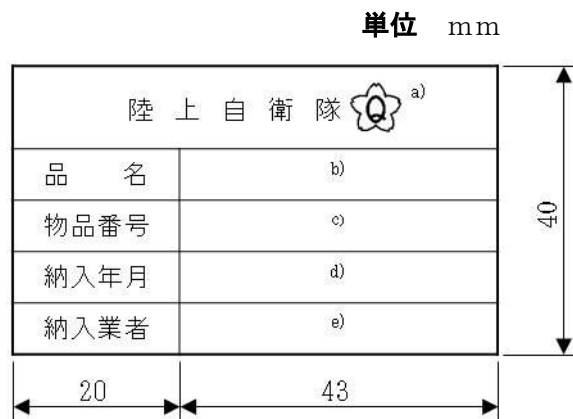 単位 mm
陸上自衛隊 Q a)
品名 b)
物品番号 c)
納入年月 d)
納入業者 e)
40
20 43